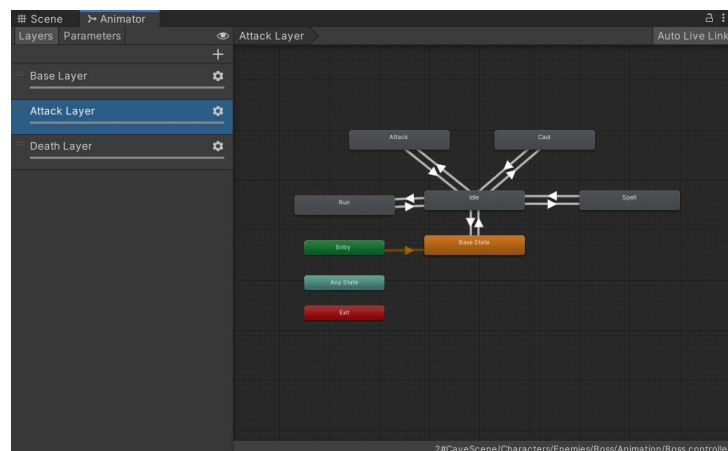 Scene Animator
Layers Parameters
Attack Layer
Auto Live Link
Base Layer
Attack Layer
Death Layer
Attack
Cast
Run
Idle
Spell
Entry
Base State
Any State
Exit
2#CaveScene/Characters/Enemies/Boss/Animation/Boss.controller